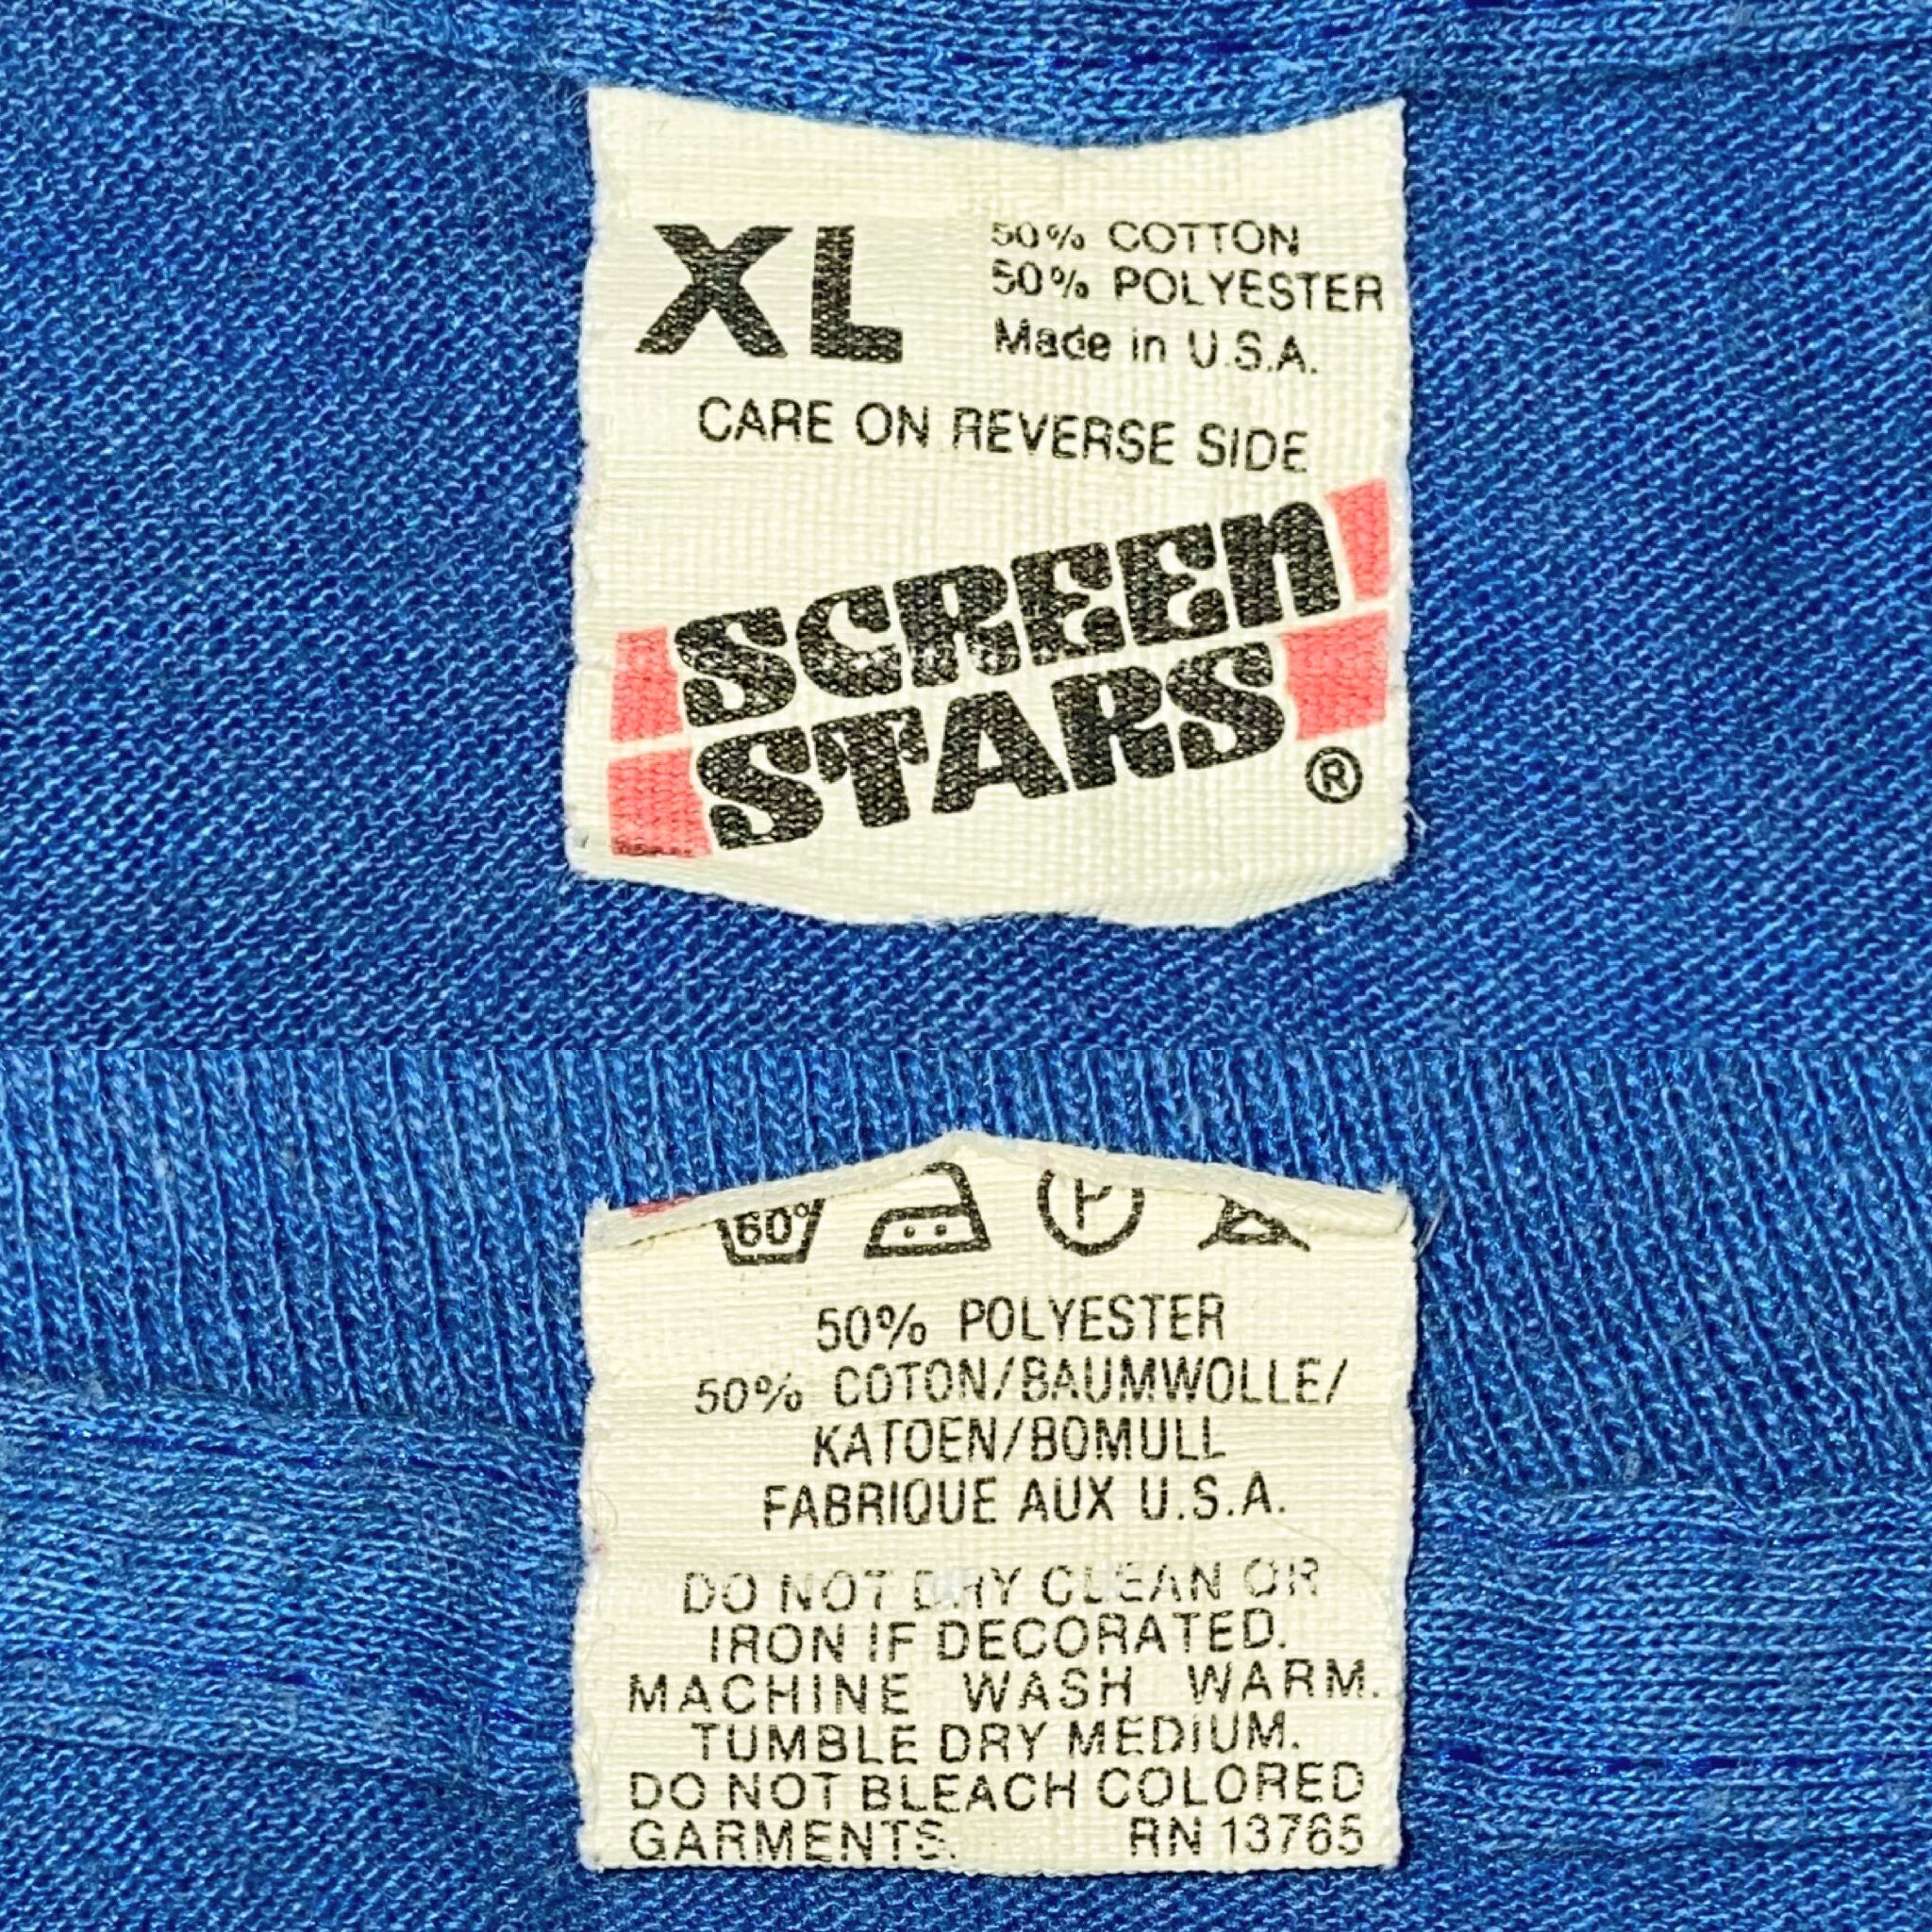 XL
50% COTTON
50% POLYESTER
Made in U.S.A.
CARE ON REVERSE SIDE
SCREEN
STARS
®
60° P
50% POLYESTER
50% COTON/BAUMWOLLE/
KATOEN/BOMULL
FABRIQUE AUX U.S.A.
DO NOT DRY CLEAN OR
IRON IF DECORATED.
MACHINE WASH WARM.
TUMBLE DRY MEDIUM.
DO NOT BLEACH COLORED
GARMENTS. RN 13765